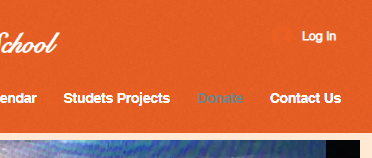 School
Log In
endar Studets Projects Donate Contact Us